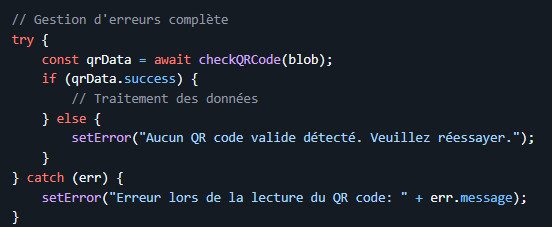 // Gestion d'erreurs complète
try {
    const qrData = await checkQRCode(blob);
    if (qrData.success) {
        // Traitement des données
    } else {
        setError("Aucun QR code valide détecté. Veuillez réessayer.");
    }
} catch (err) {
    setError("Erreur lors de la lecture du QR code: " + err.message);
}